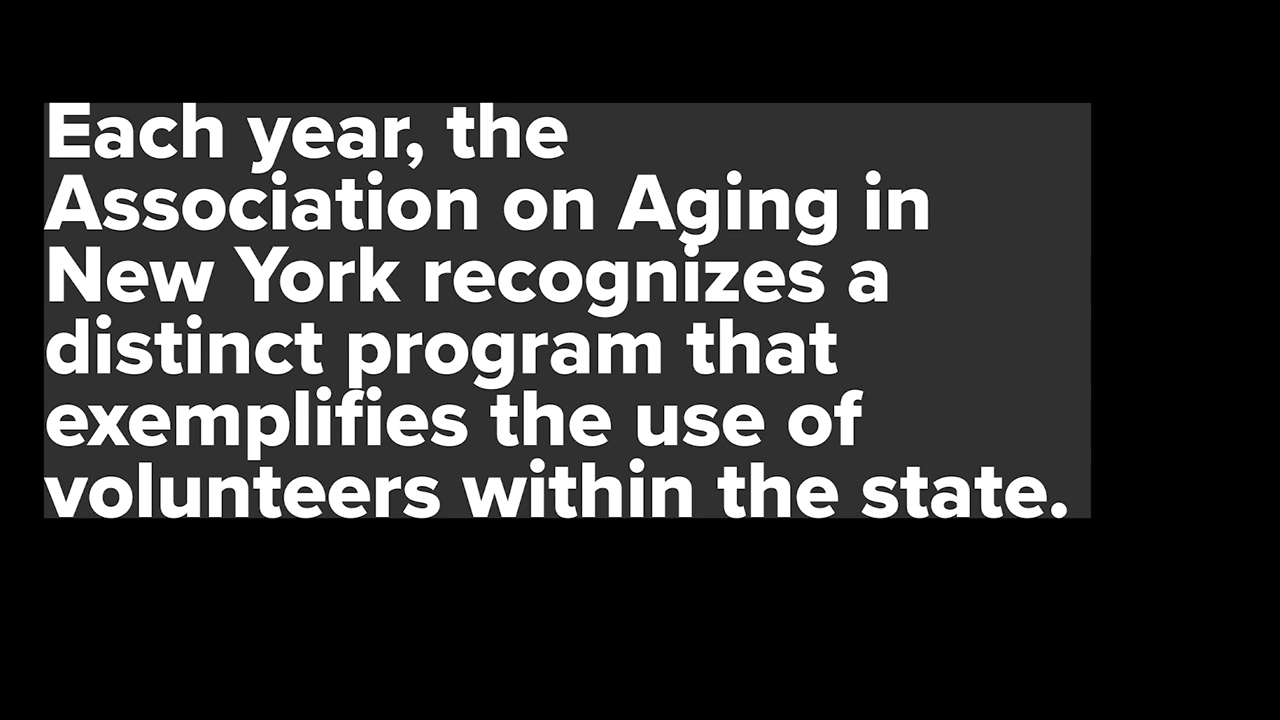 Each year, the
Association on Aging in
New York recognizes a
distinct program that
exemplifies the use of
volunteers within the state.